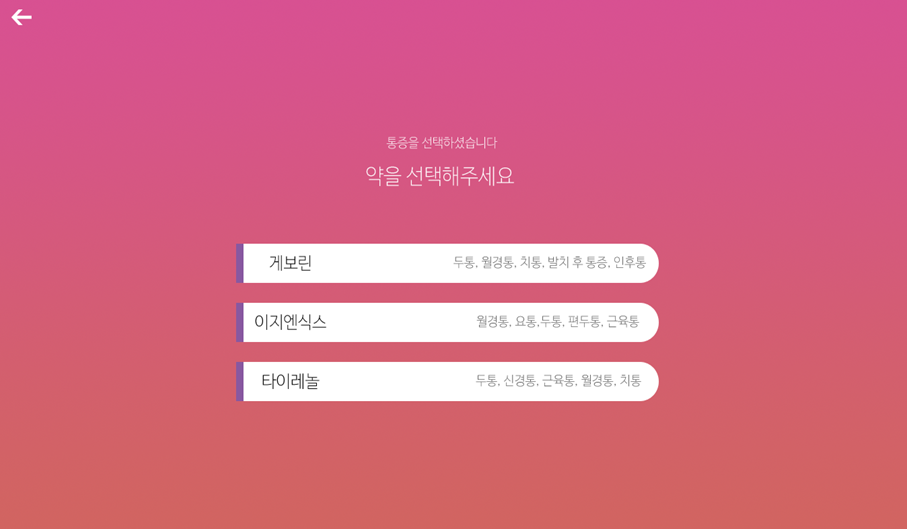 통증을 선택하셨습니다
약을 선택해주세요
게보린 두통, 월경통, 치통, 발치 후 통증, 인후통
이지엔식스 월경통, 요통,두통, 편두통, 근육통
타이레놀 두통, 신경통, 근육통, 월경통, 치통